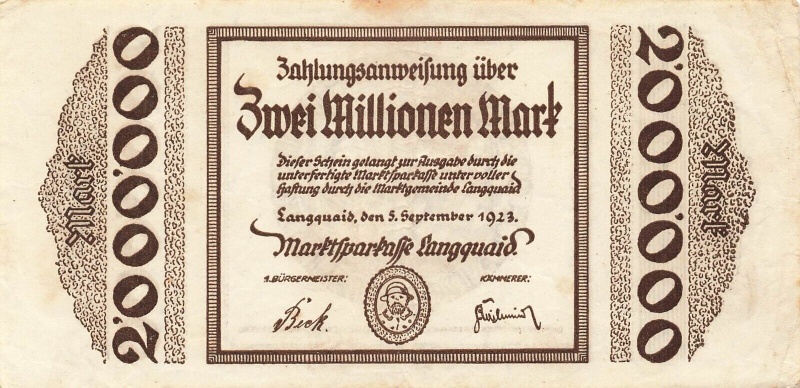 2'000'000
Mark
Zahlungsanweisung über
Zwei Millionen Mark
Dieser Schein gelangt zur Ausgabe durch die
unterfertigte Marktsparkasse unter voller
Haftung durch die Marktgemeinde Langquaid
Langquaid, den 5. September 1923.
Marktsparkasse Langquaid.
1. BÜRGERMEISTER:
KÄMMERER:
Beck.
2'000'000
Mark